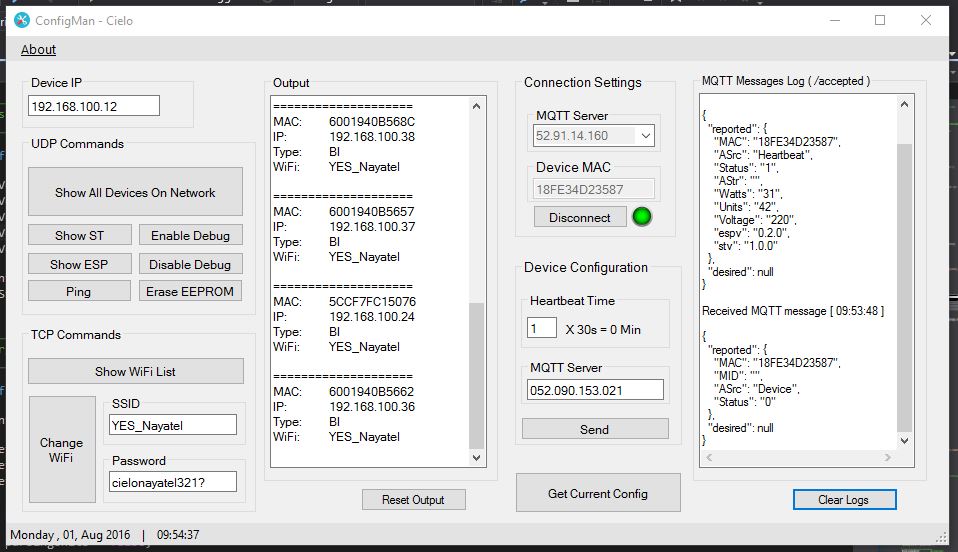 ConfigMan - Cielo
About
Device IP
192.168.100.12
UDP Commands
Show All Devices On Network
Show ST
Enable Debug
Show ESP
Disable Debug
Ping
Erase EEPROM
TCP Commands
Show WiFi List
Change
WiFi
SSID
YES_Nayatel
Password
cielonayatel321?
Output
====================
MAC: 6001940B568C
IP: 192.168.100.38
Type: BI
WiFi: YES_Nayatel
====================
MAC: 6001940B5657
IP: 192.168.100.37
Type: BI
WiFi: YES_Nayatel
====================
MAC: 5CCF7FC15076
IP: 192.168.100.24
Type: BI
WiFi: YES_Nayatel
====================
MAC: 6001940B5662
IP: 192.168.100.36
Type: BI
WiFi: YES_Nayatel
Reset Output
Connection Settings
MQTT Server
52.91.14.160
Device MAC
18FE34D23587
Disconnect
Device Configuration
Heartbeat Time
1 X 30s = 0 Min
MQTT Server
052.090.153.021
Send
Get Current Config
MQTT Messages Log ( /accepted )
{
"reported": {
"MAC": "18FE34D23587",
"ASrc": "Heartbeat",
"Status": "1",
"AStr": "",
"Watts": "31",
"Units": "42",
"Voltage": "220",
"espv": "0.2.0",
"stv": "1.0.0"
},
"desired": null
}
Received MQTT message [ 09:53:48 ]
{
"reported": {
"MAC": "18FE34D23587",
"MID": "",
"ASrc": "Device",
"Status": "0"
},
"desired": null
}
Clear Logs
Monday , 01, Aug 2016 | 09:54:37